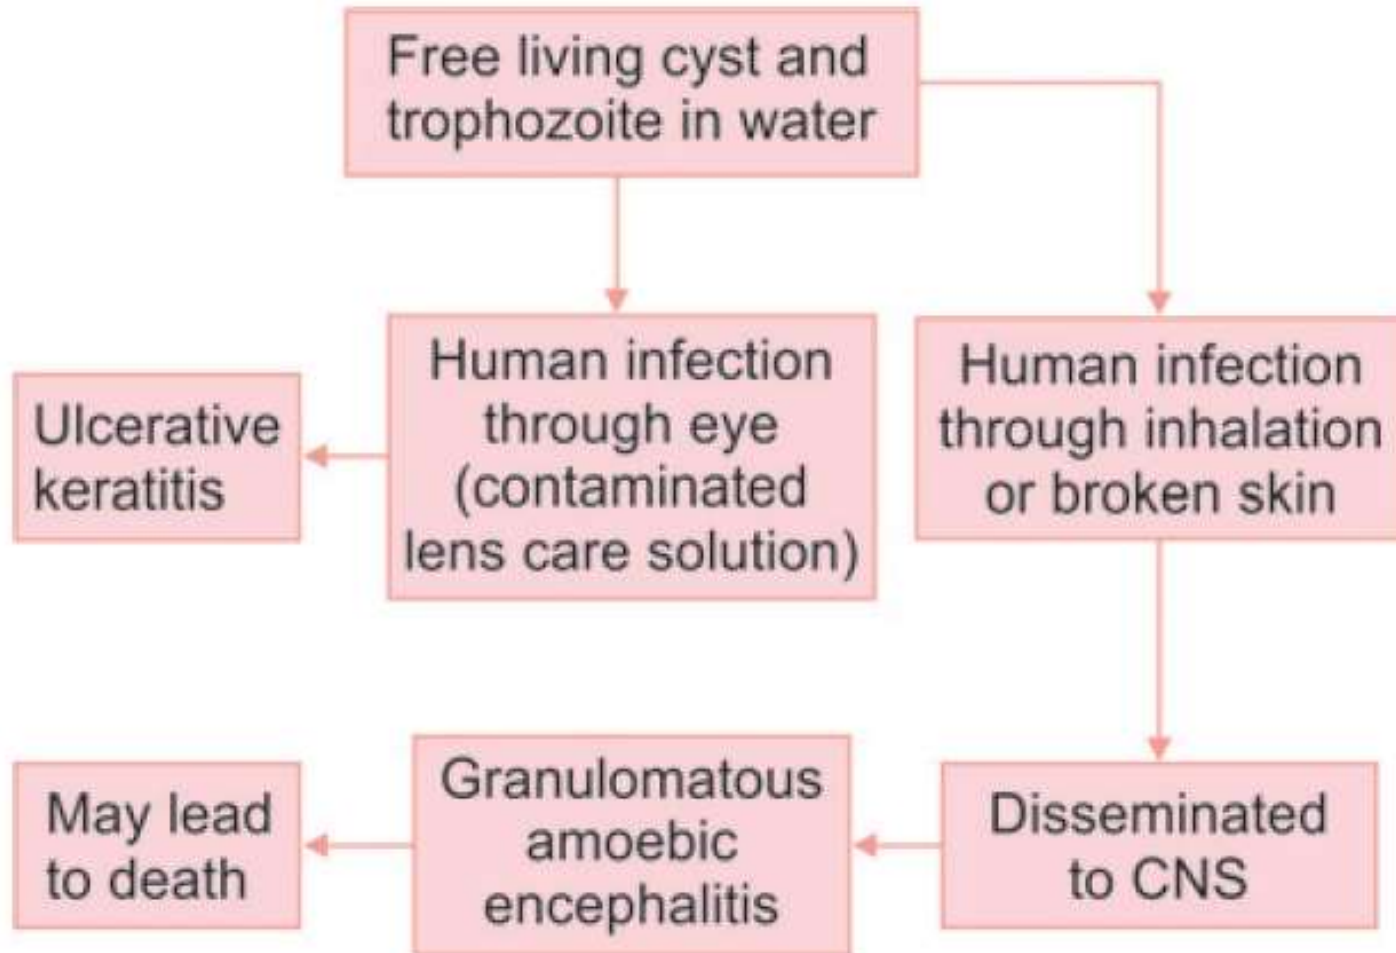 Free living cyst and
trophozoite in water
Human infection
through eye
(contaminated
lens care solution)
Human infection
through inhalation
or broken skin
Ulcerative
keratitis
Disseminated
to CNS
Granulomatous
amoebic
encephalitis
May lead
to death